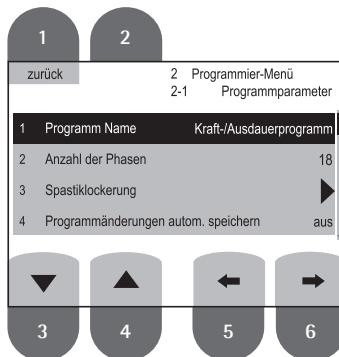 1 2
zurück 2 Programmier-Menü
2-1 Programmparameter
1 Programm Name Kraft-/Ausdauerprogramm
2 Anzahl der Phasen 18
3 Spastiklockerung
4 Programmänderungen autom. speichern aus
3 4 5 6